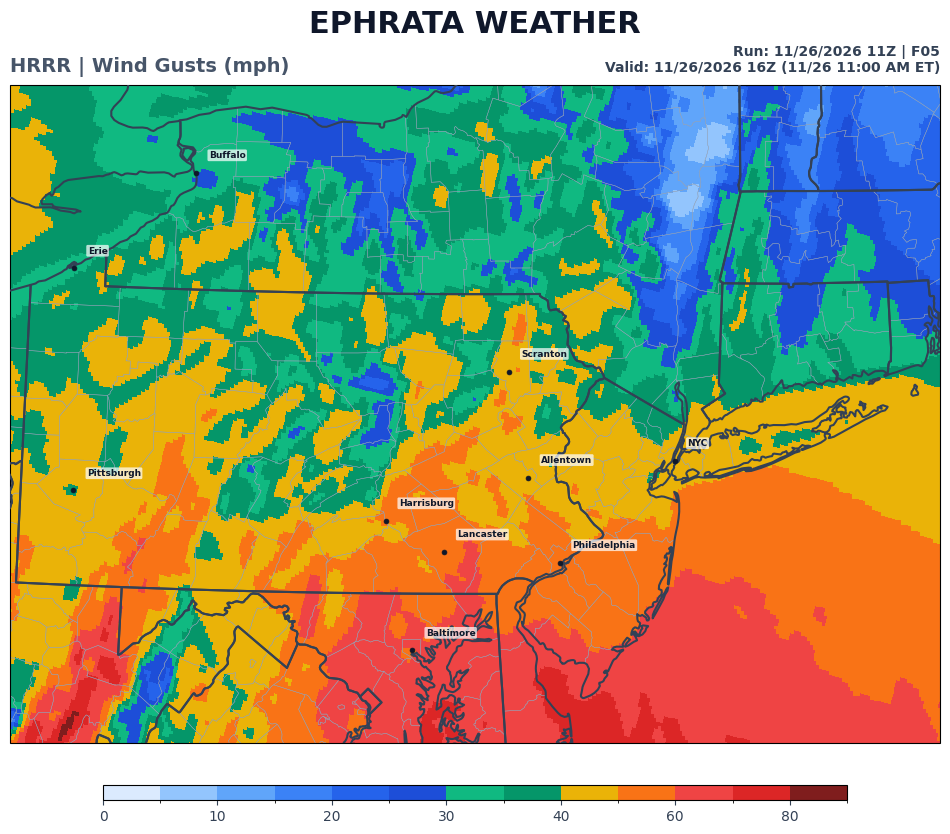 EPHRATA WEATHER
HRRR | Wind Gusts (mph)
Run: 11/26/2026 11Z | F05
Valid: 11/26/2026 16Z (11/26 11:00 AM ET)
Buffalo
Erie
Scranton
NYC
Allentown
Pittsburgh
Harrisburg
Lancaster
Philadelphia
Baltimore
0 10 20 30 40 50 60 70 80